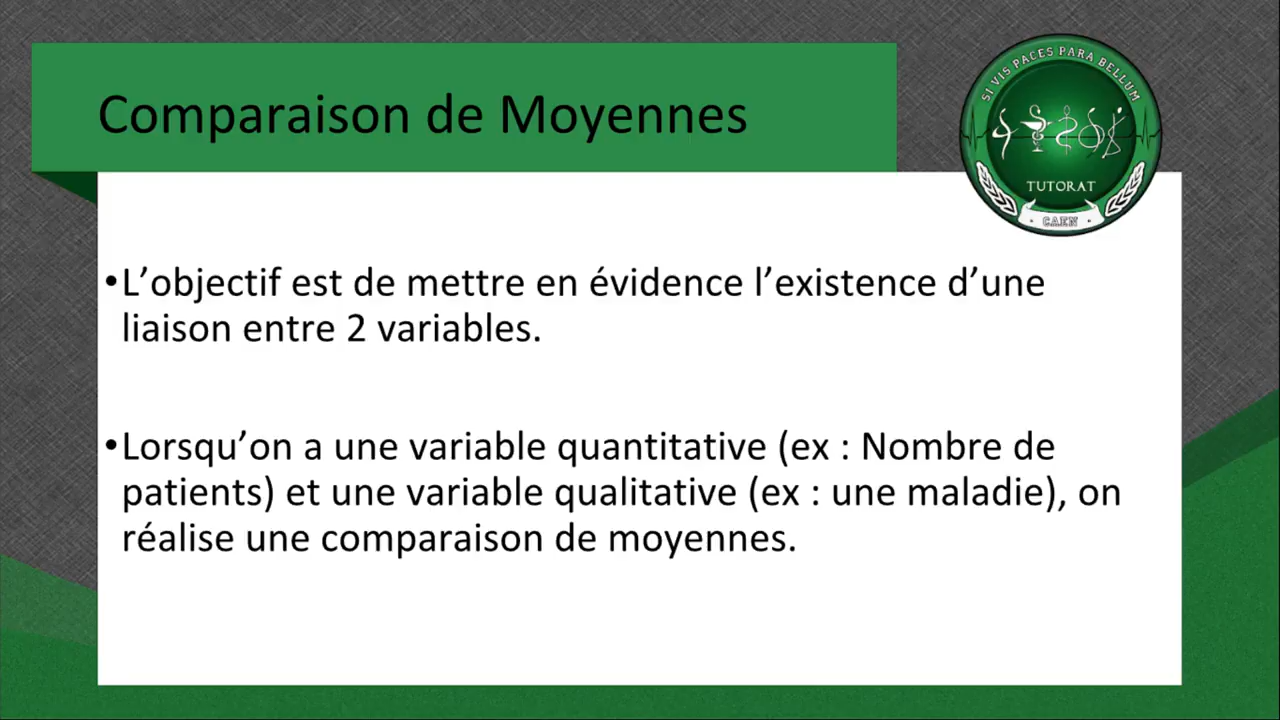 Comparaison de Moyennes
SI VIS PACES PARA BELLUM
TUTORAT
CAEN
•L’objectif est de mettre en évidence l’existence d’une
liaison entre 2 variables.
•Lorsqu’on a une variable quantitative (ex : Nombre de
patients) et une variable qualitative (ex : une maladie), on
réalise une comparaison de moyennes.